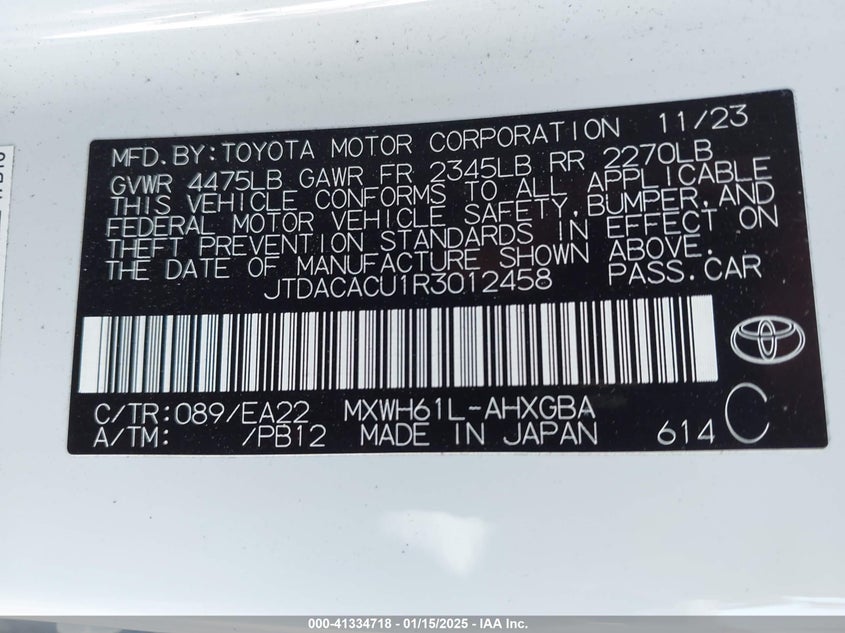 MFD. BY: TOYOTA MOTOR CORPORATION 11/23
GVWR 4475LB GAWR FR 2345LB RR 2270LB
THIS VEHICLE CONFORMS TO ALL APPLICABLE
FEDERAL MOTOR VEHICLE SAFETY, BUMPER, AND
THEFT PREVENTION STANDARDS IN EFFECT ON
THE DATE OF MANUFACTURE SHOWN ABOVE.
JTDACACU1R3012458 PASS. CAR
C/TR: 089/EA22 MXWH61L-AHXGBA
A/TM: /PB12 MADE IN JAPAN 614 C
000-41334718 - 01/15/2025 - IAA Inc.